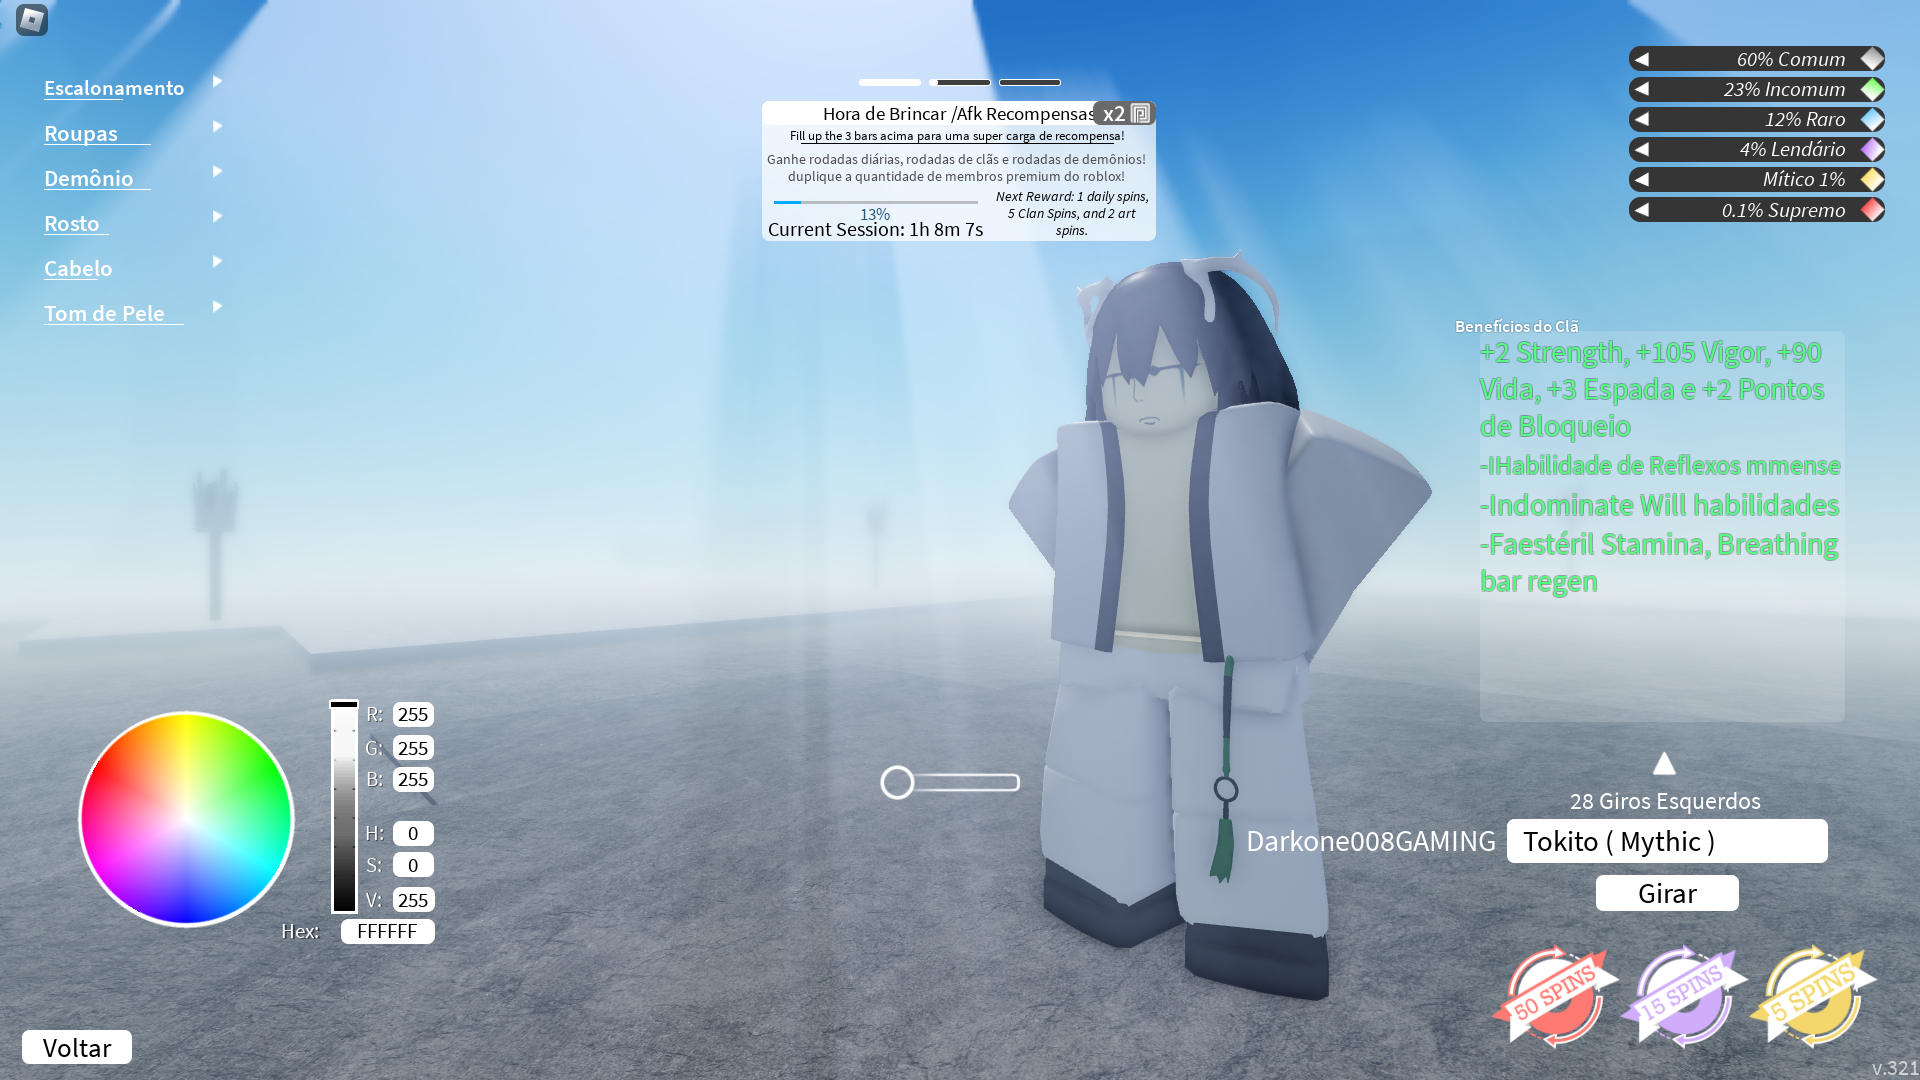 Escalonamento
Roupas
Demônio
Rosto
Cabelo
Tom de Pele
Hora de Brincar /Afk Recompensas
x2
Fill up the 3 bars acima para uma super carga de recompensa!
Ganhe rodadas diárias, rodadas de clãs e rodadas de demônios!
duplique a quantidade de membros premium do roblox!
13%
Current Session: 1h 8m 7s
Next Reward: 1 daily spins,
5 Clan Spins, and 2 art
spins.
60% Comum
23% Incomum
12% Raro
4% Lendário
Mítico 1%
0.1% Supremo
Benefícios do Clã
+2 Strength, +105 Vigor, +90
Vida, +3 Espada e +2 Pontos
de Bloqueio
-IHabilidade de Reflexos mmense
-Indominate Will habilidades
-Faestéril Stamina, Breathing
bar regen
R: 255
G: 255
B: 255
H: 0
S: 0
V: 255
Hex: FFFFFF
28 Giros Esquerdos
Darkone008GAMING
Tokito ( Mythic )
Girar
50 SPINS
15 SPINS
5 SPINS
Voltar
v.321